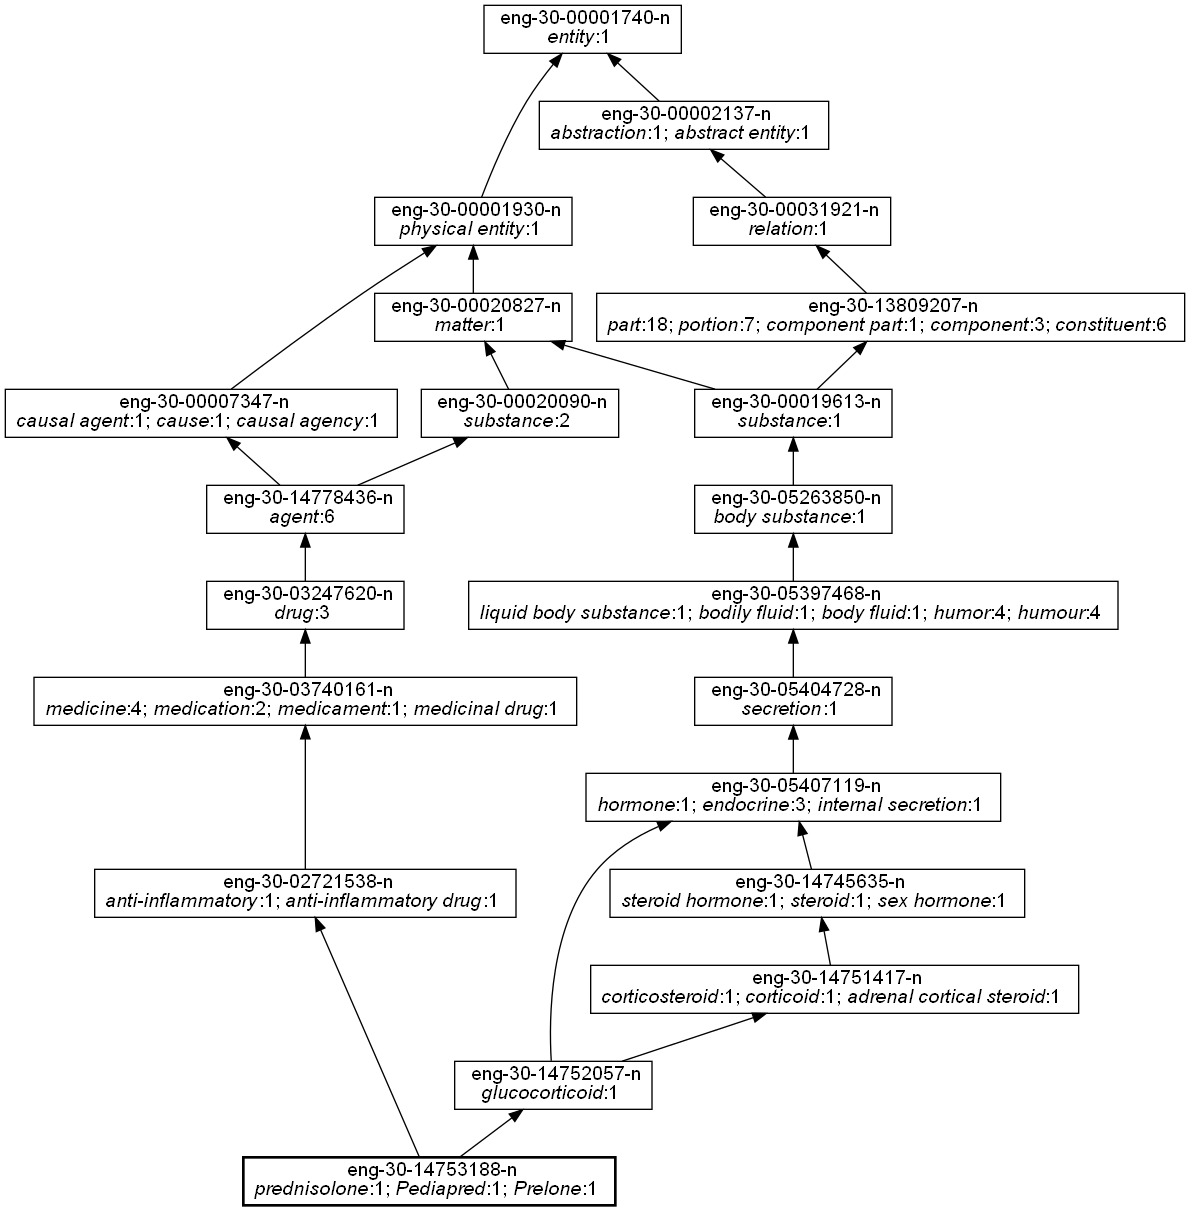 eng-30-00001740-n
entity:1
eng-30-00002137-n
abstraction:1; abstract entity:1
eng-30-00001930-n
physical entity:1
eng-30-00031921-n
relation:1
eng-30-00020827-n
matter:1
eng-30-13809207-n
part:18; portion:7; component part:1; component:3; constituent:6
eng-30-00007347-n
causal agent:1; cause:1; causal agency:1
eng-30-00020090-n
substance:2
eng-30-00019613-n
substance:1
eng-30-14778436-n
agent:6
eng-30-05263850-n
body substance:1
eng-30-03247620-n
drug:3
eng-30-05397468-n
liquid body substance:1; bodily fluid:1; body fluid:1; humor:4; humour:4
eng-30-03740161-n
medicine:4; medication:2; medicament:1; medicinal drug:1
eng-30-05404728-n
secretion:1
eng-30-05407119-n
hormone:1; endocrine:3; internal secretion:1
eng-30-02721538-n
anti-inflammatory:1; anti-inflammatory drug:1
eng-30-14745635-n
steroid hormone:1; steroid:1; sex hormone:1
eng-30-14751417-n
corticosteroid:1; corticoid:1; adrenal cortical steroid:1
eng-30-14752057-n
glucocorticoid:1
eng-30-14753188-n
prednisolone:1; Pediapred:1; Prelone:1